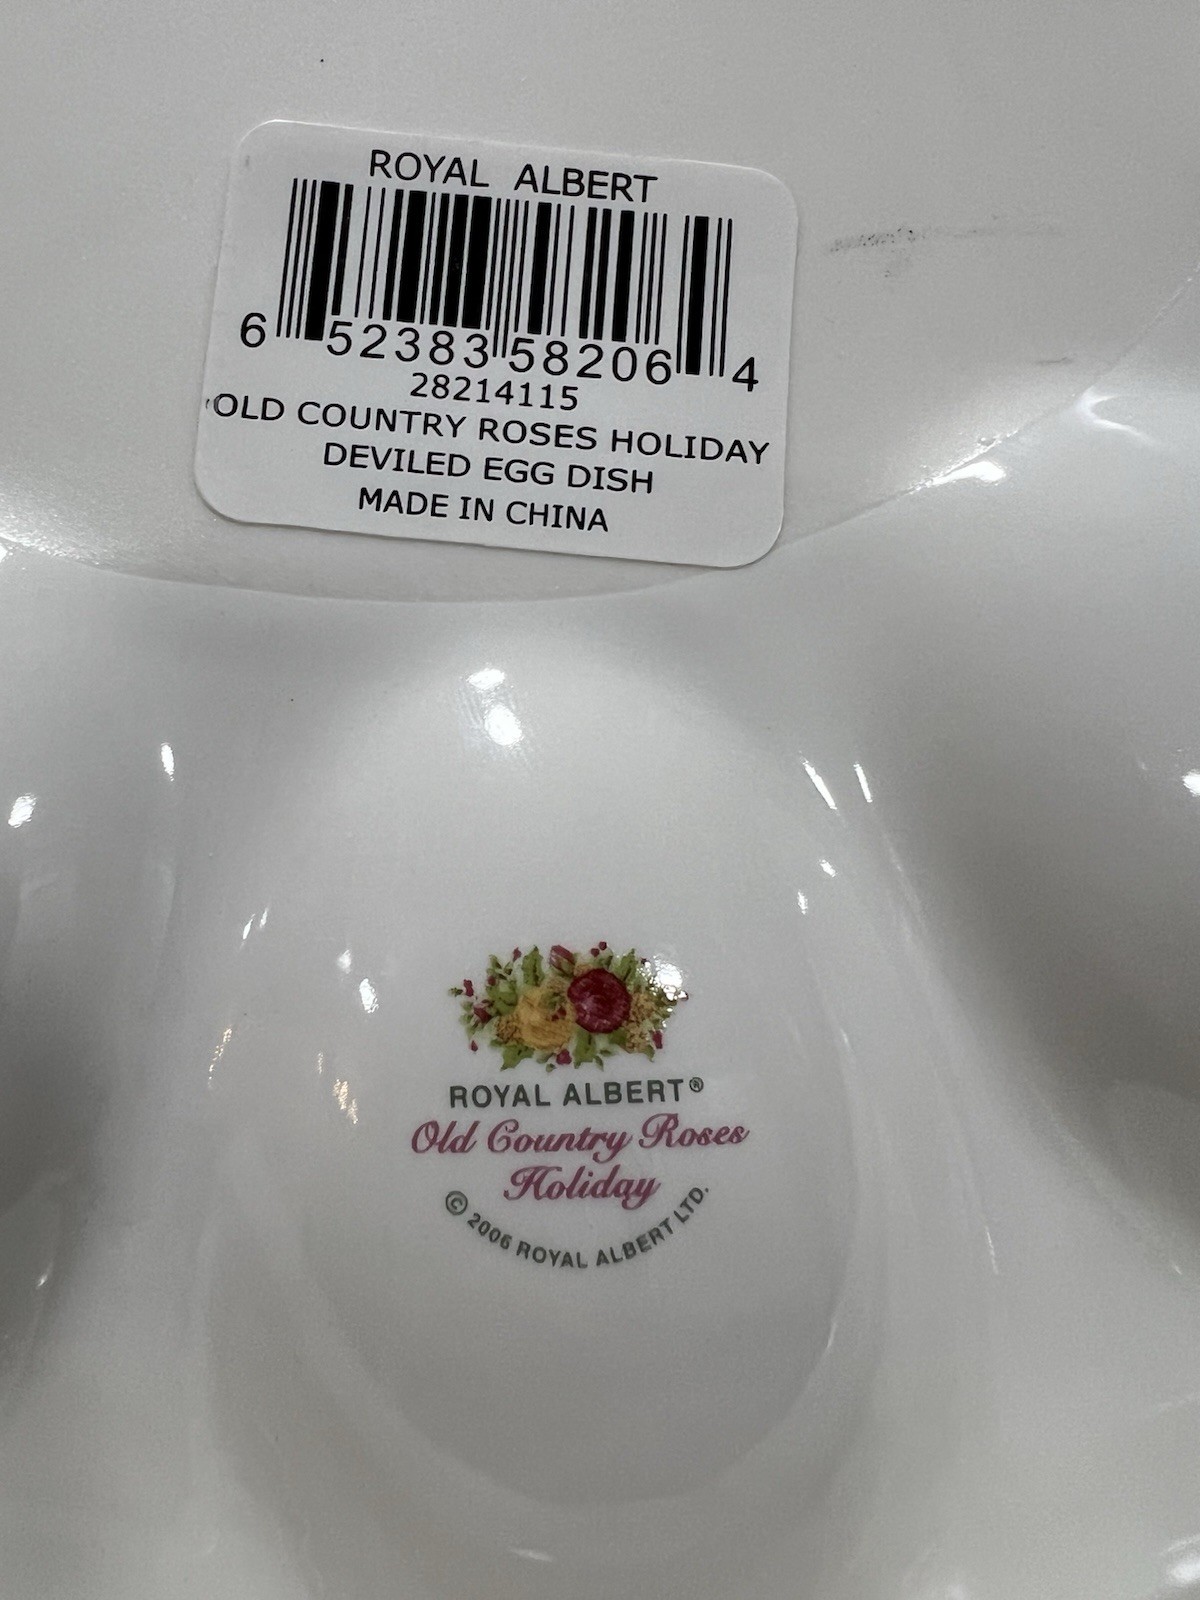 ROYAL ALBERT
6 52383 58206 4
28214115
OLD COUNTRY ROSES HOLIDAY
DEVILED EGG DISH
MADE IN CHINA
ROYAL ALBERT®
Old Country Roses
Holiday
© 2006 ROYAL ALBERT LTD.